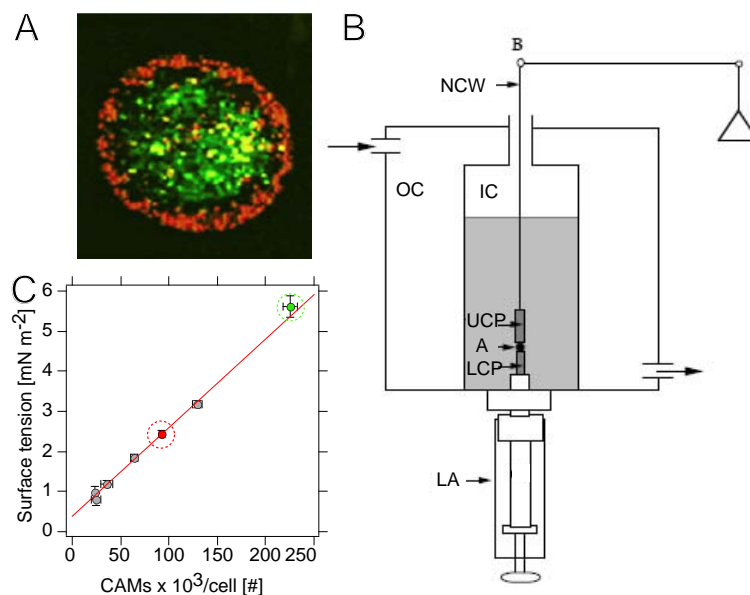 A
B
B
NCW
OC
IC
UCP
A
LCP
LA
C
Surface tension [mN m-2]
6
5
4
3
2
1
0
0
50
100
150
200
250
CAMs x 10³/cell [#]